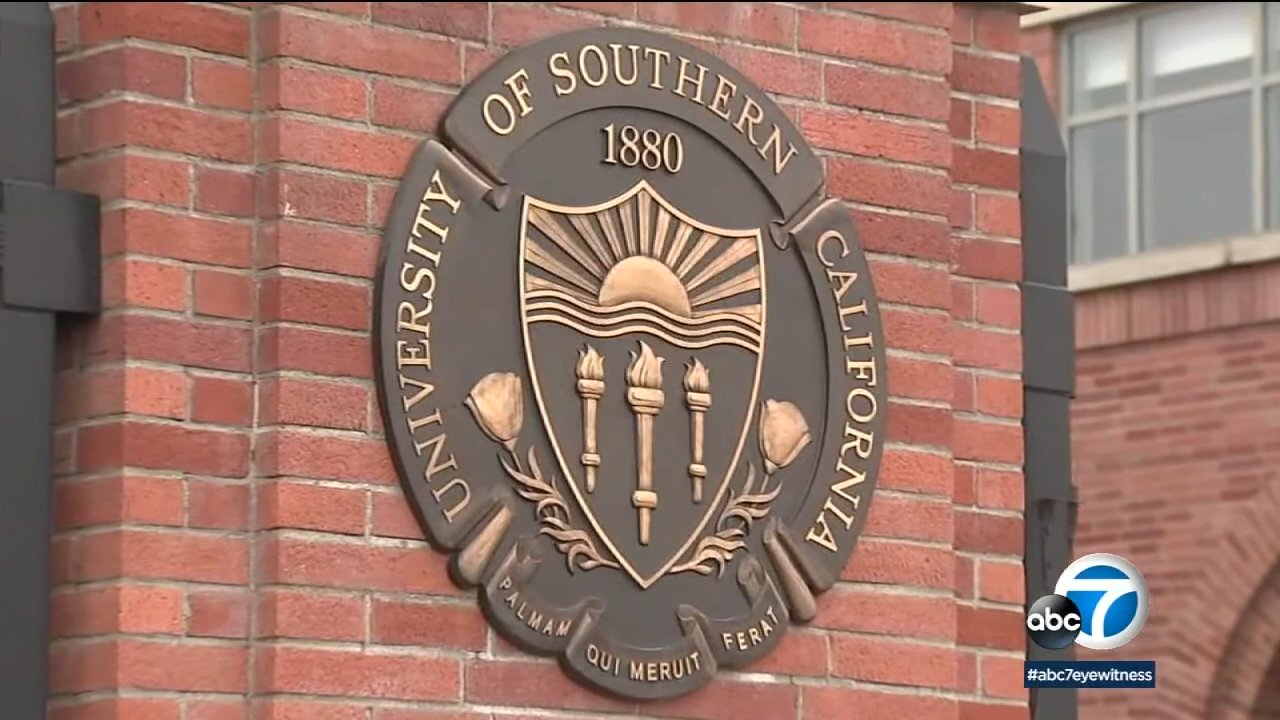 UNIVERSITY OF SOUTHERN CALIFORNIA
1880
PALMAM QUI MERUIT FERAT
abc 7
#abc7eyewitness